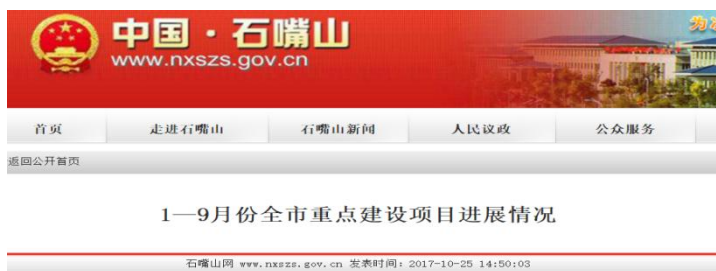 中国·石嘴山
www.nxszs.gov.cn
首页 走进石嘴山 石嘴山新闻 人民议政 公众服务
返回公开首页
1—9月份全市重点建设项目进展情况
石嘴山网 www.nxszs.gov.cn 发表时间：2017-10-25 14:50:03